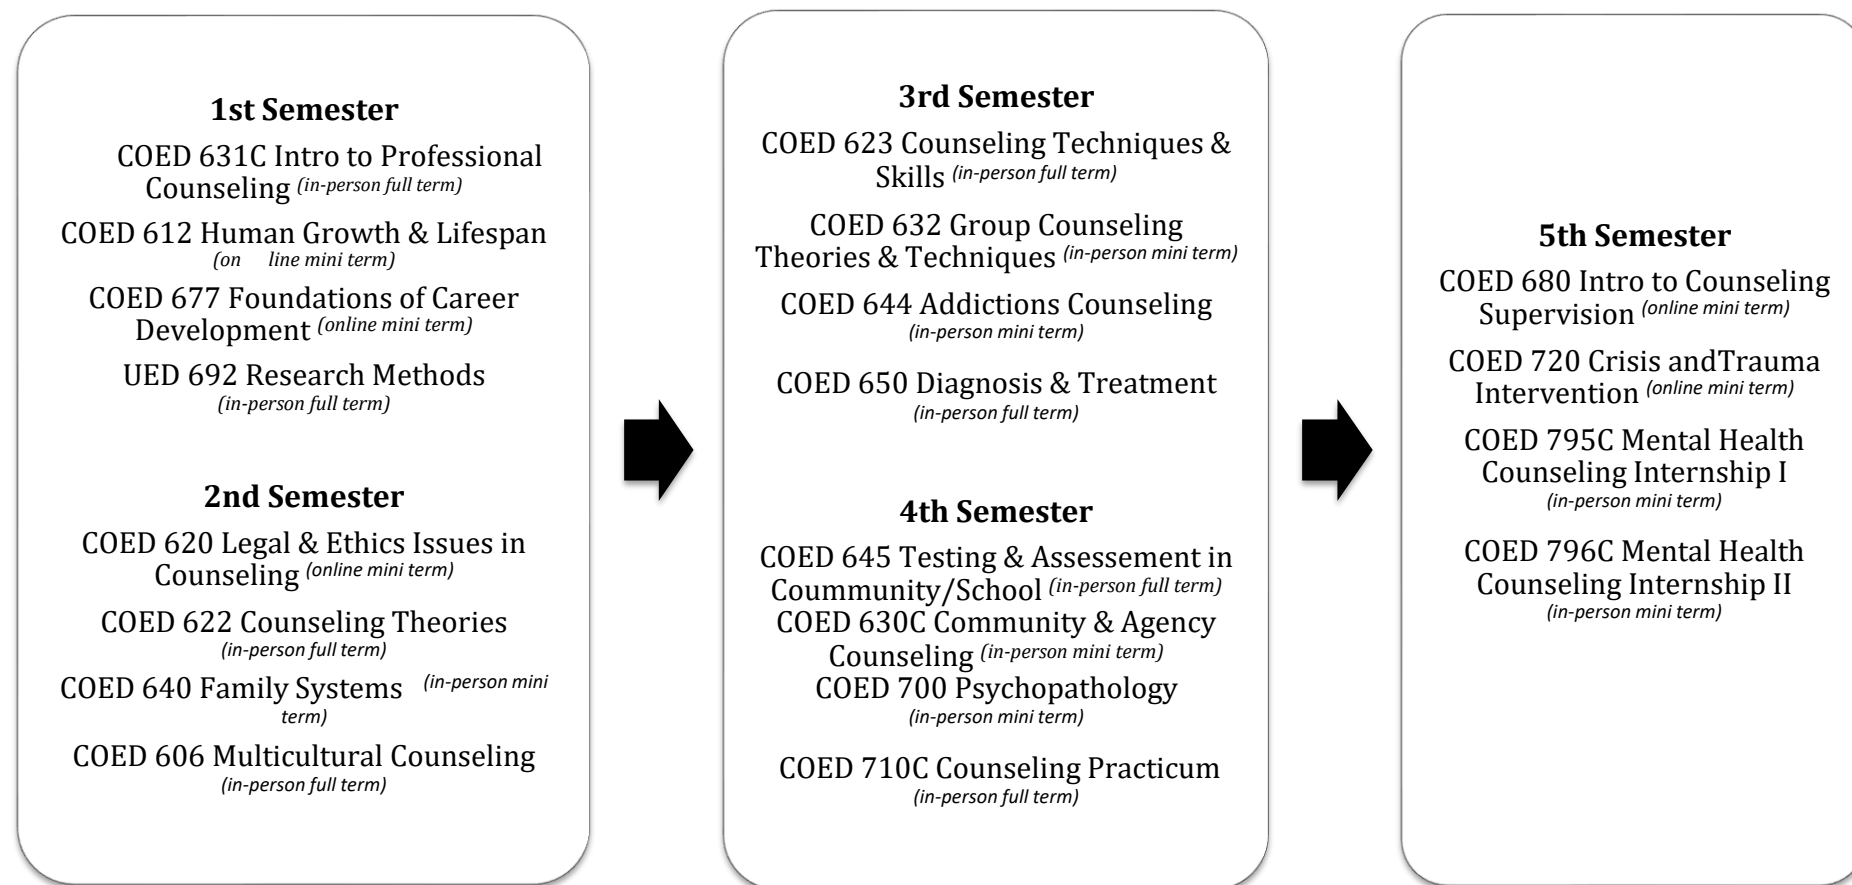 1st Semester
COED 631C Intro to Professional
Counseling (in-person full term)
COED 612 Human Growth & Lifespan
(on line mini term)
COED 677 Foundations of Career
Development (online mini term)
UED 692 Research Methods
(in-person full term)
2nd Semester
COED 620 Legal & Ethics Issues in
Counseling (online mini term)
COED 622 Counseling Theories
(in-person full term)
COED 640 Family Systems (in-person mini
term)
COED 606 Multicultural Counseling
(in-person full term)
3rd Semester
COED 623 Counseling Techniques &
Skills (in-person full term)
COED 632 Group Counseling
Theories & Techniques (in-person mini term)
COED 644 Addictions Counseling
(in-person mini term)
COED 650 Diagnosis & Treatment
(in-person full term)
4th Semester
COED 645 Testing & Assessement in
Coummunity/School (in-person full term)
COED 630C Community & Agency
Counseling (in-person mini term)
COED 700 Psychopathology
(in-person mini term)
COED 710C Counseling Practicum
(in-person full term)
5th Semester
COED 680 Intro to Counseling
Supervision (online mini term)
COED 720 Crisis andTrauma
Intervention (online mini term)
COED 795C Mental Health
Counseling Internship I
(in-person mini term)
COED 796C Mental Health
Counseling Internship II
(in-person mini term)